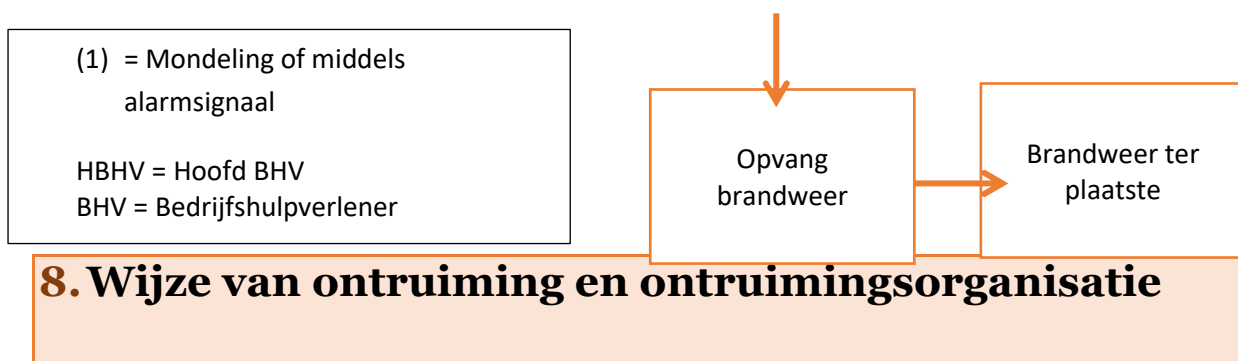 (1) = Mondeling of middels
alarmsignaal
HBHV = Hoofd BHV
BHV = Bedrijfshulpverlener
Opvang
brandweer
Brandweer ter
plaatste
8. Wijze van ontruiming en ontruimingsorganisatie